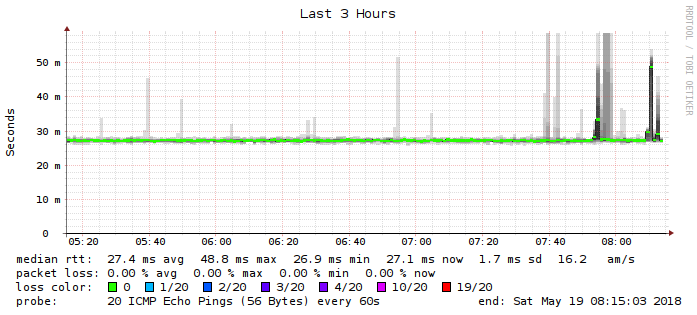 Last 3 Hours
RRDTOOL / TOBI OETIKER
Seconds
50 m
40 m
30 m
20 m
10 m
0
05:20 05:40 06:00 06:20 06:40 07:00 07:20 07:40 08:00
median rtt: 27.4 ms avg 48.8 ms max 26.9 ms min 27.1 ms now 1.7 ms sd 16.2 am/s
packet loss: 0.00 % avg 0.00 % max 0.00 % min 0.00 % now
loss color: 0 1/20 2/20 3/20 4/20 10/20 19/20
probe: 20 ICMP Echo Pings (56 Bytes) every 60s end: Sat May 19 08:15:03 2018